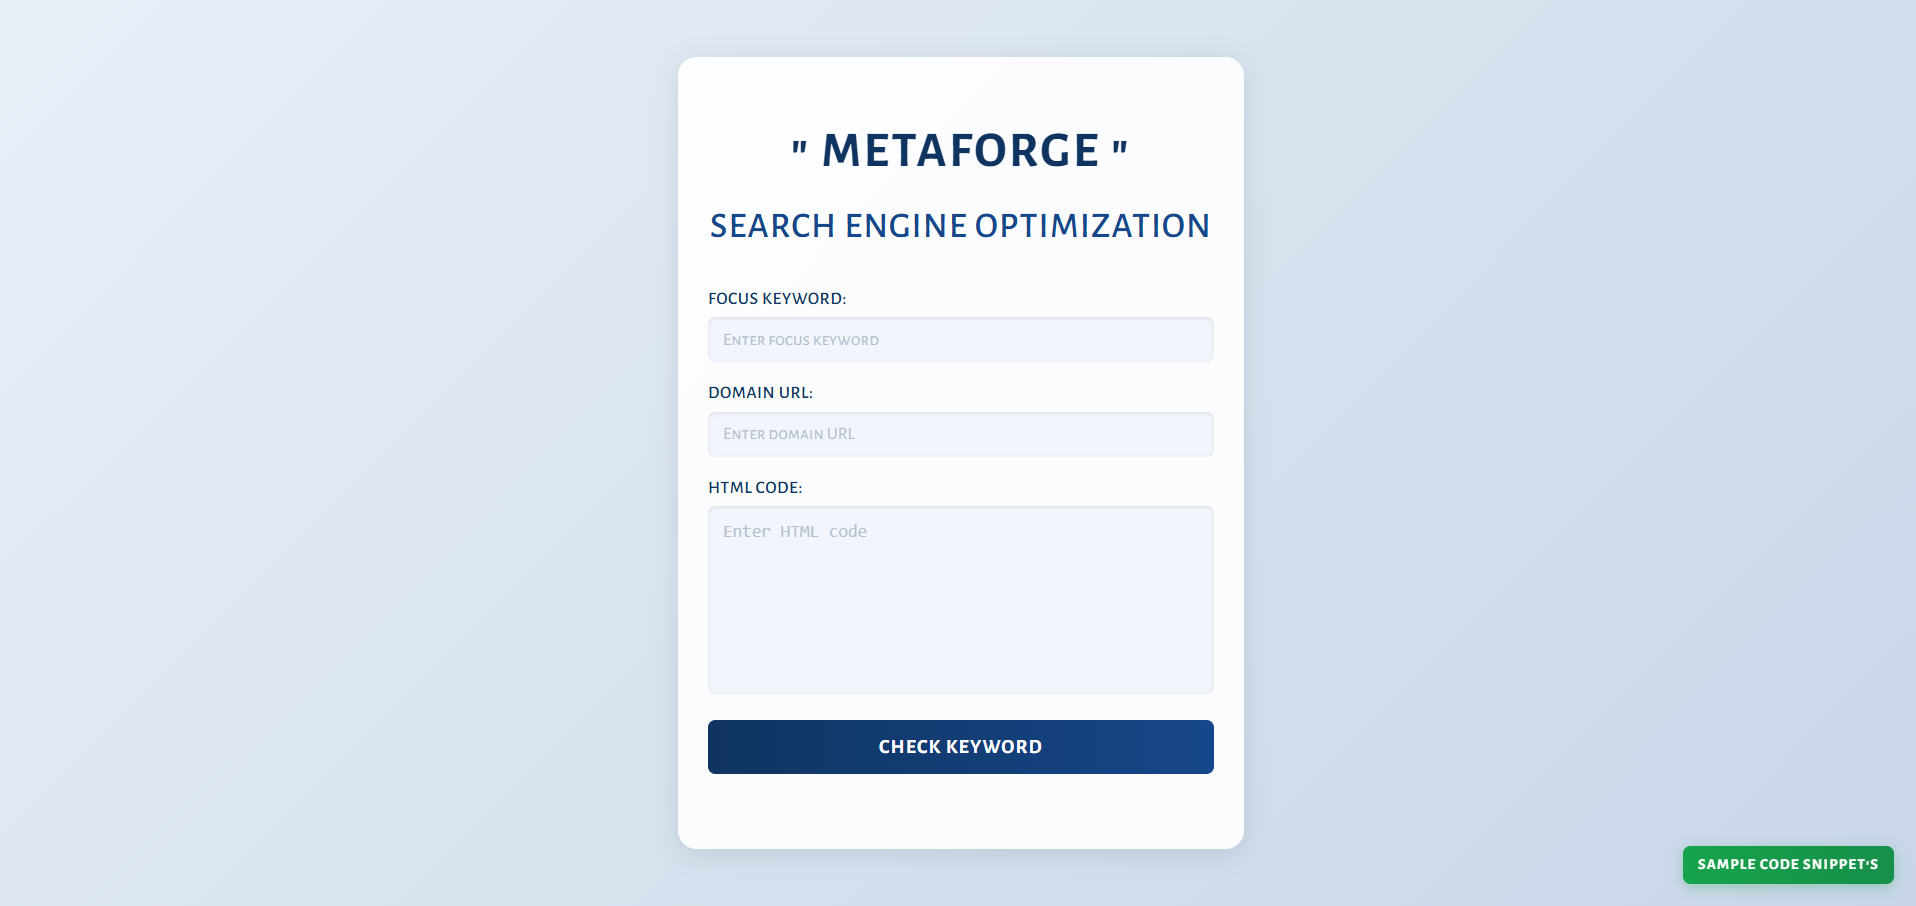 " METAFORGE "
SEARCH ENGINE OPTIMIZATION
FOCUS KEYWORD:
Enter focus keyword
DOMAIN URL:
Enter domain URL
HTML CODE:
Enter HTML code
CHECK KEYWORD
SAMPLE CODE SNIPPET'S